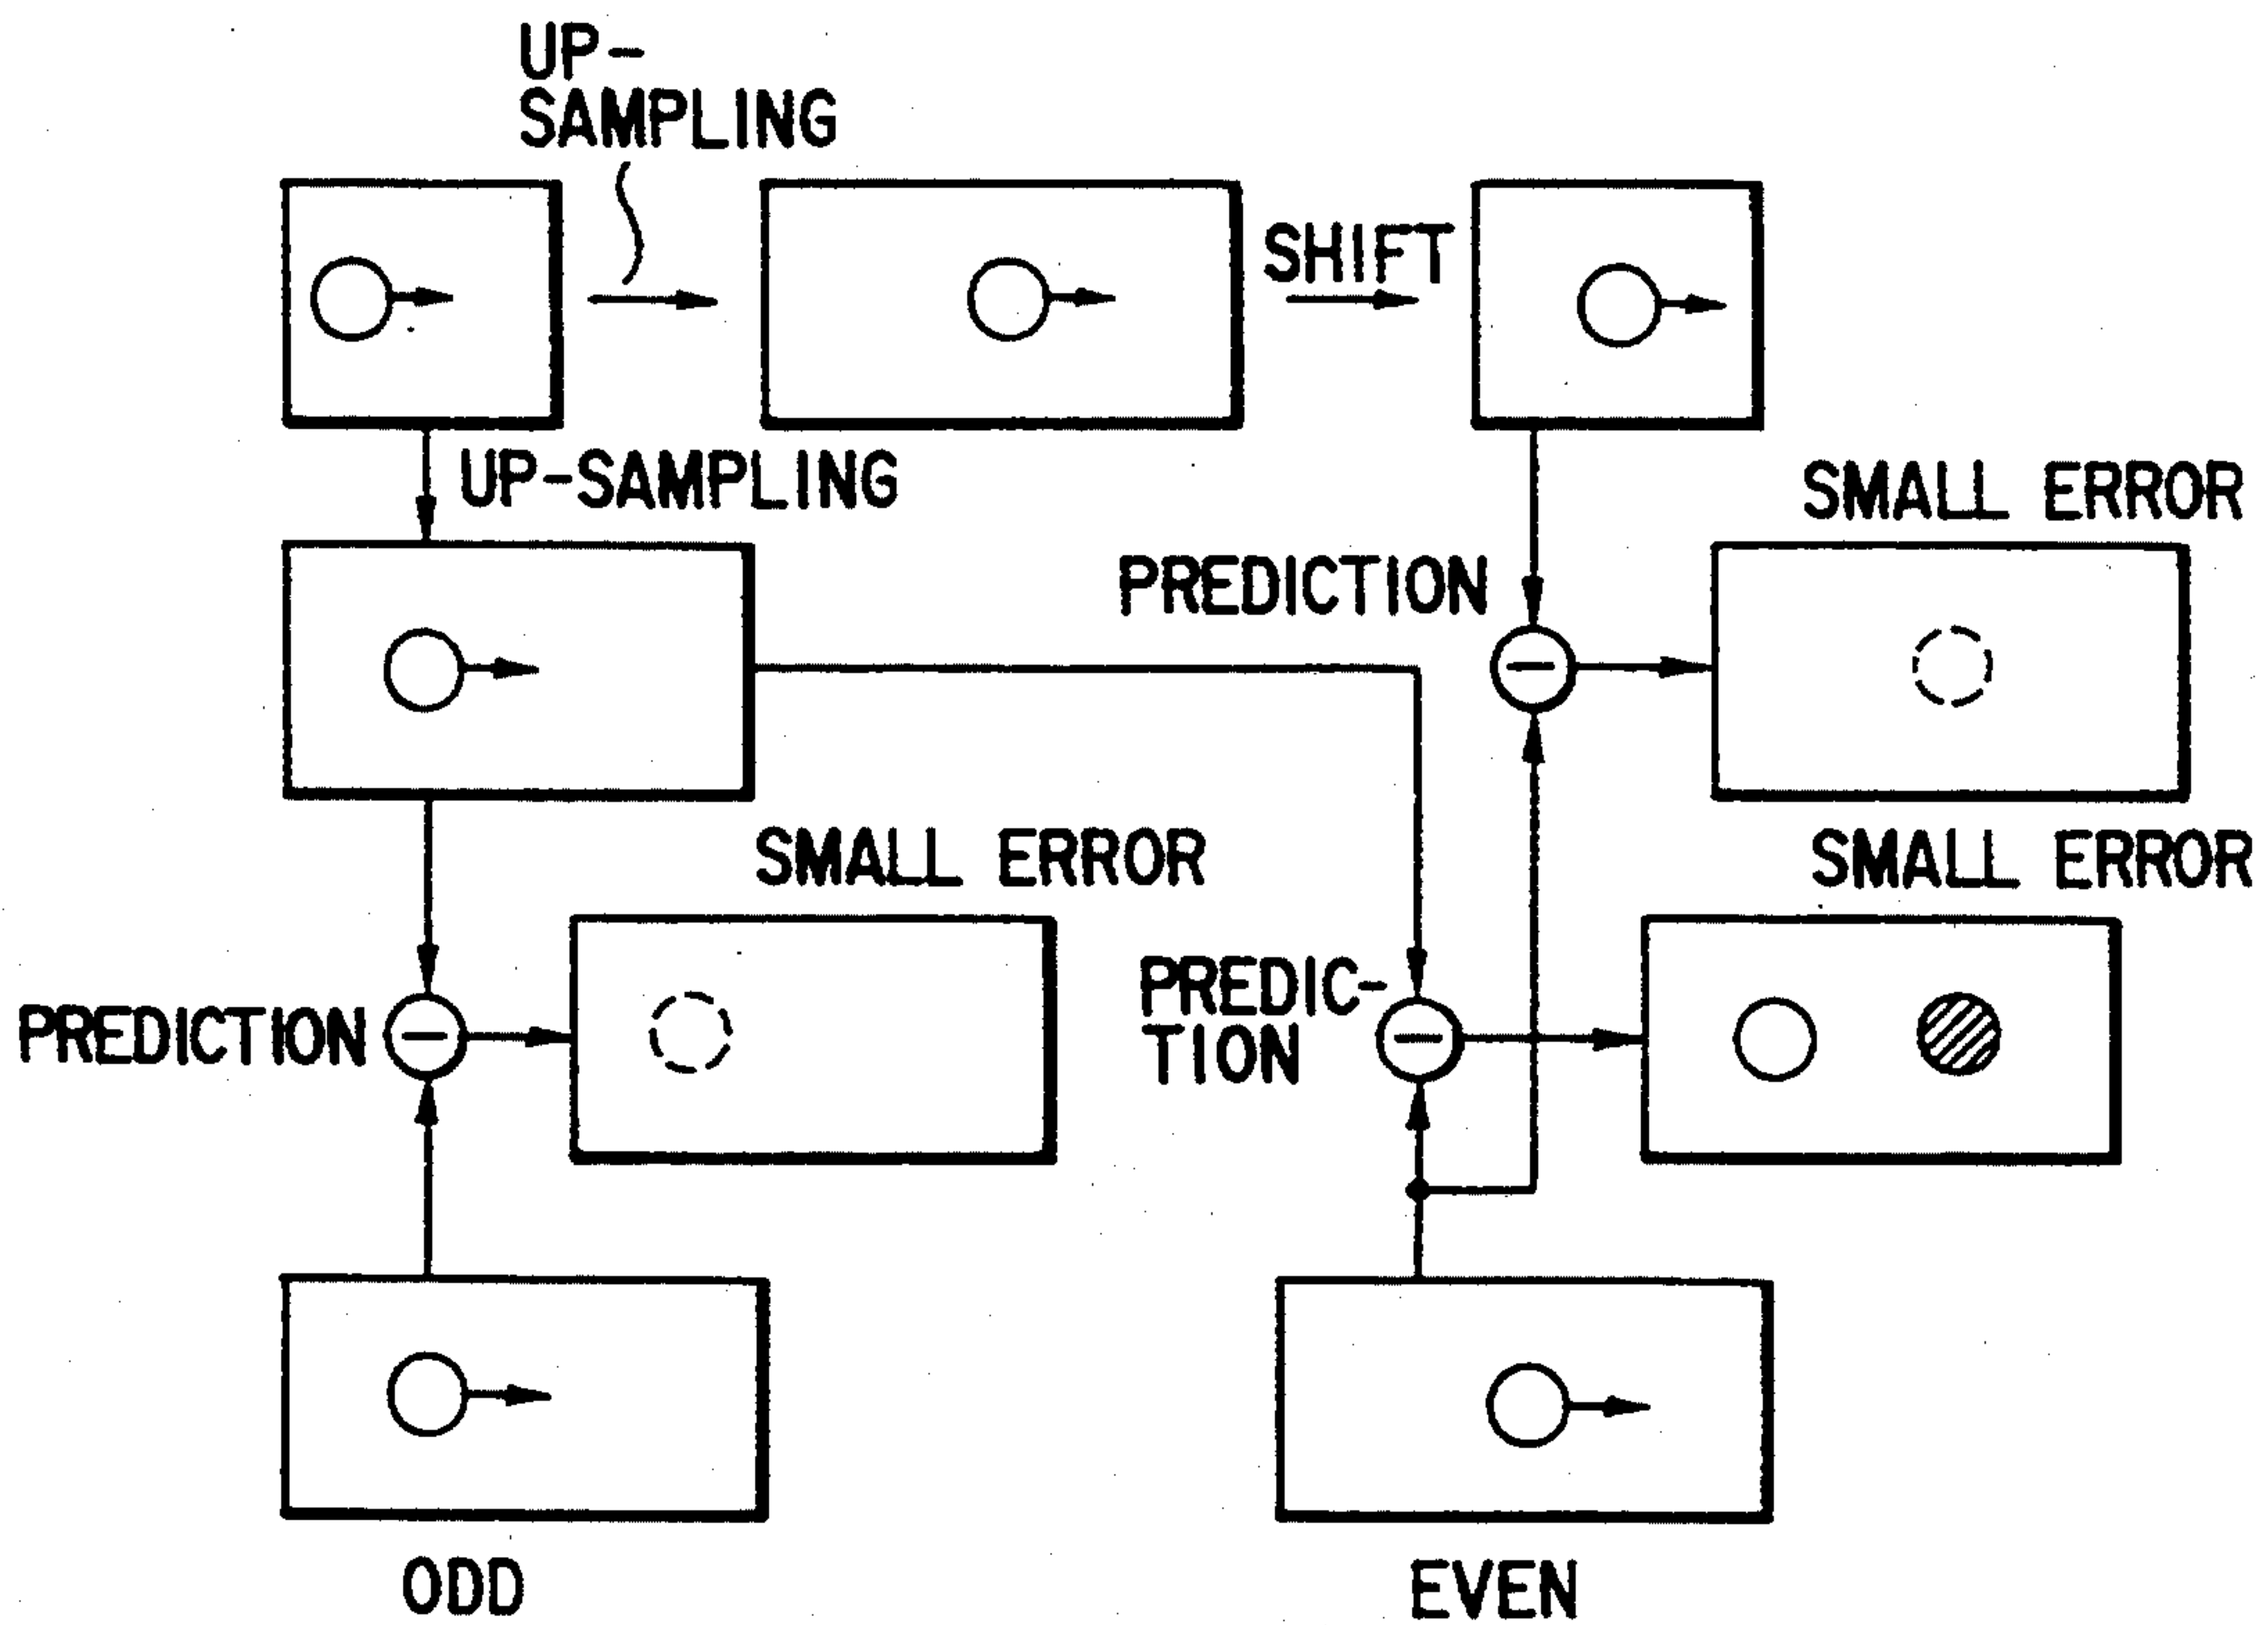 UP-
SAMPLING
SHIFT
UP-SAMPLING
SMALL ERROR
PREDICTION
SMALL ERROR
SMALL ERROR
PREDIC-
TION
PREDICTION
ODD
EVEN